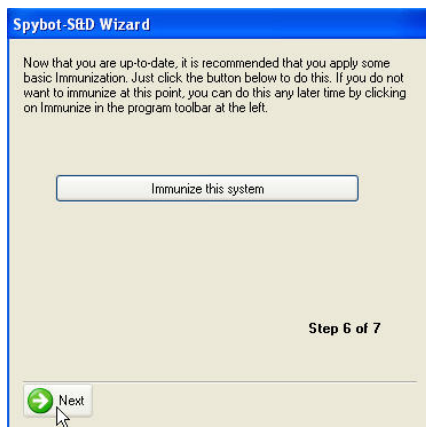 Spybot-S&D Wizard
Now that you are up-to-date, it is recommended that you apply some
basic Immunization. Just click the button below to do this. If you do not
want to immunize at this point, you can do this any later time by clicking
on Immunize in the program toolbar at the left.
Immunize this system
Step 6 of 7
Next